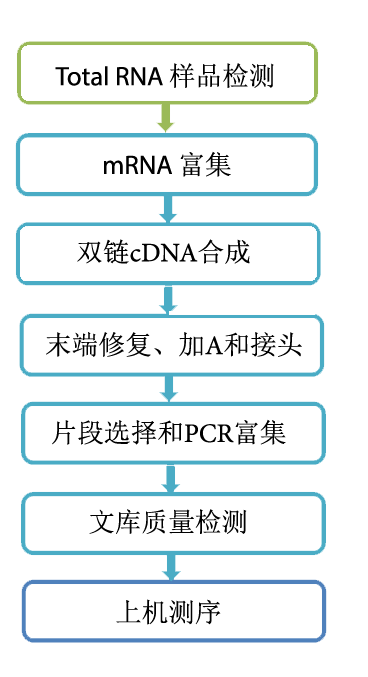 Total RNA 样品检测
mRNA 富集
双链cDNA合成
末端修复、加A和接头
片段选择和PCR富集
文库质量检测
上机测序